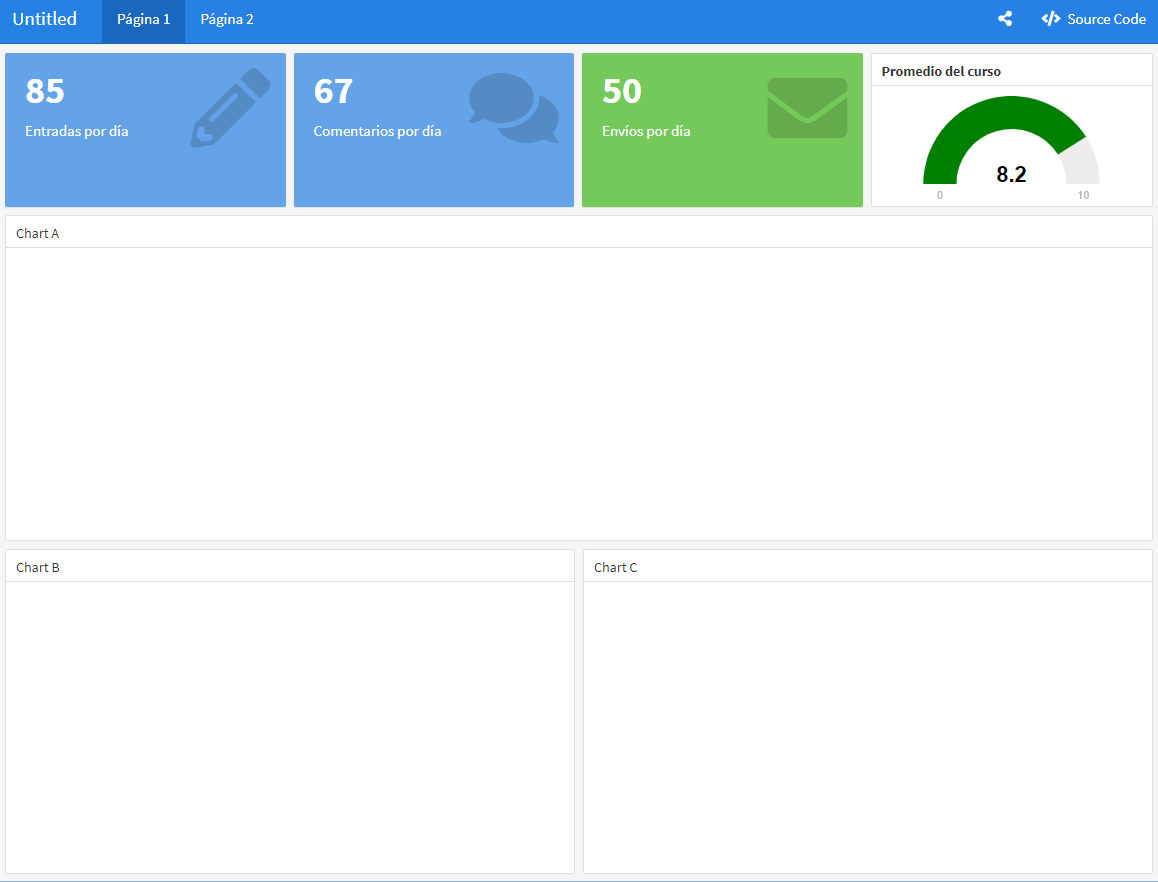 Untitled
Página 1
Página 2
Source Code
85
Entradas por día
67
Comentarios por día
50
Envíos por día
Promedio del curso
8.2
0
10
Chart A
Chart B
Chart C